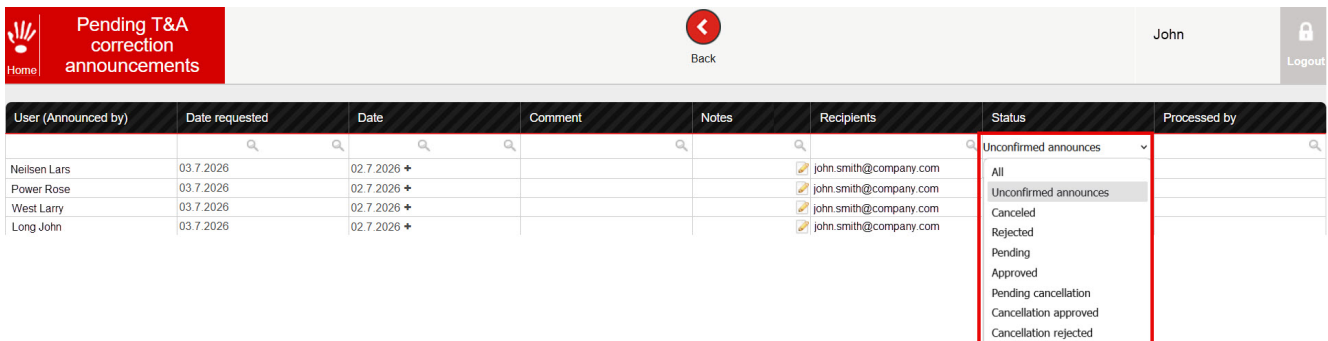 Home
Pending T&A
correction
announcements
Back
John
Logout
User (Announced by) Date requested Date Comment Notes Recipients Status Processed by
Unconfirmed announces
Neilsen Lars 03.7.2026 02.7.2026 + john.smith@company.com
Power Rose 03.7.2026 02.7.2026 + john.smith@company.com
West Larry 03.7.2026 02.7.2026 + john.smith@company.com
Long John 03.7.2026 02.7.2026 + john.smith@company.com
All
Unconfirmed announces
Canceled
Rejected
Pending
Approved
Pending cancellation
Cancellation approved
Cancellation rejected